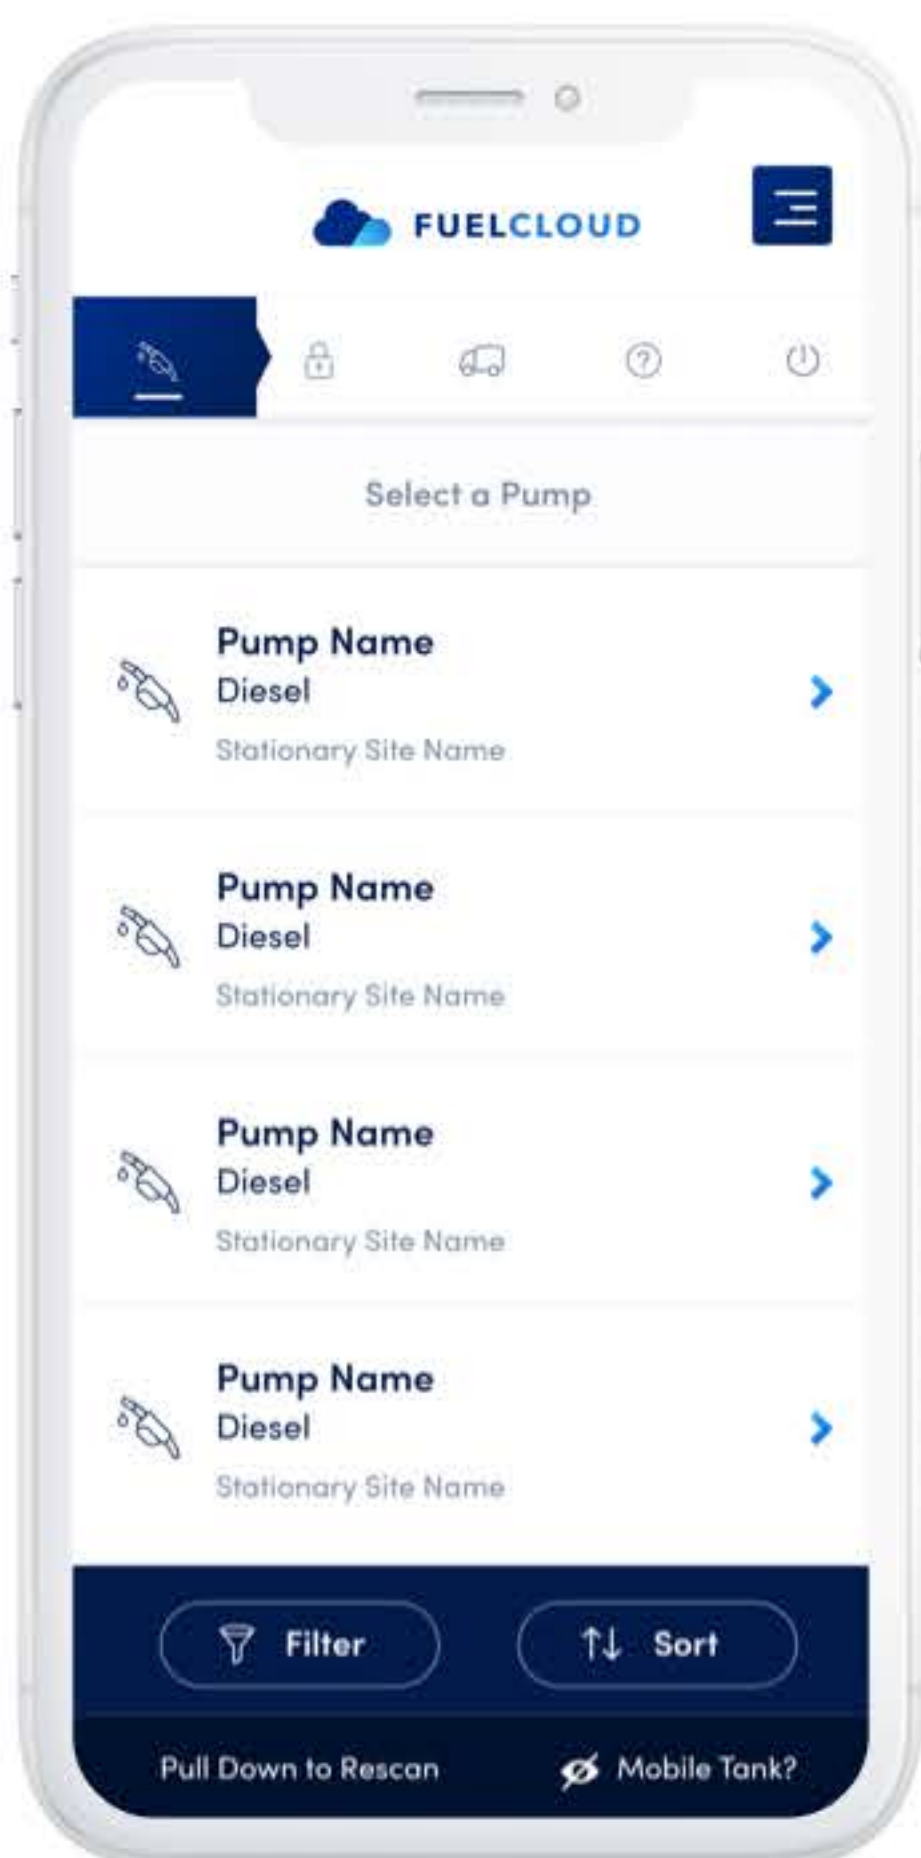 FUELCLOUD
Select a Pump
Pump Name
Diesel
Stationary Site Name
Pump Name
Diesel
Stationary Site Name
Pump Name
Diesel
Stationary Site Name
Pump Name
Diesel
Stationary Site Name
Filter
Sort
Pull Down to Rescan
Mobile Tank?